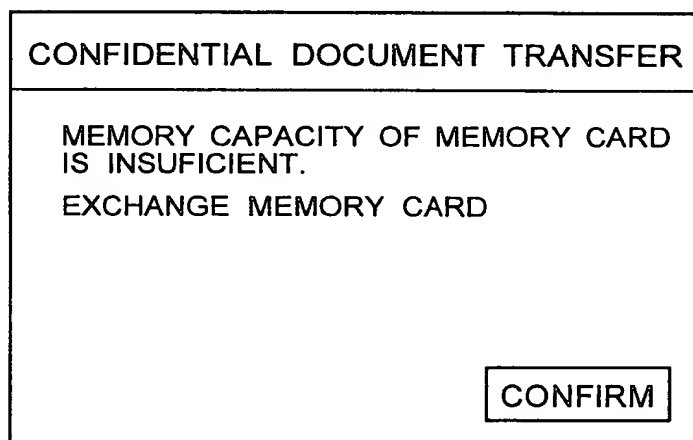 CONFIDENTIAL DOCUMENT TRANSFER
MEMORY CAPACITY OF MEMORY CARD
IS INSUFICIENT.
EXCHANGE MEMORY CARD
CONFIRM